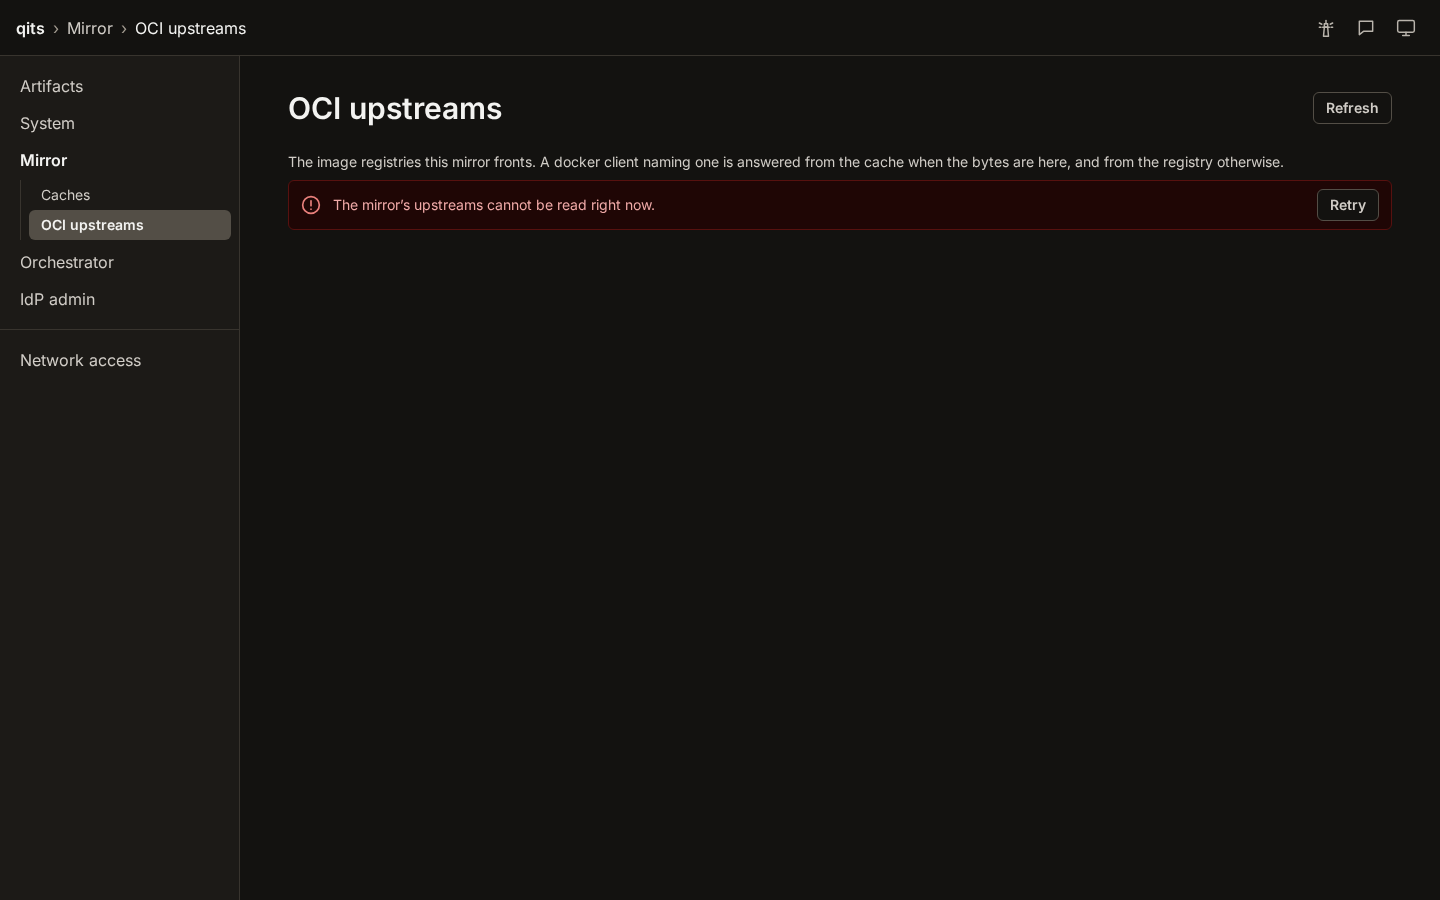 qits › Mirror › OCI upstreams
Artifacts
System
Mirror
Caches
OCI upstreams
Orchestrator
IdP admin
Network access
OCI upstreams
Refresh
The image registries this mirror fronts. A docker client naming one is answered from the cache when the bytes are here, and from the registry otherwise.
The mirror’s upstreams cannot be read right now.
Retry